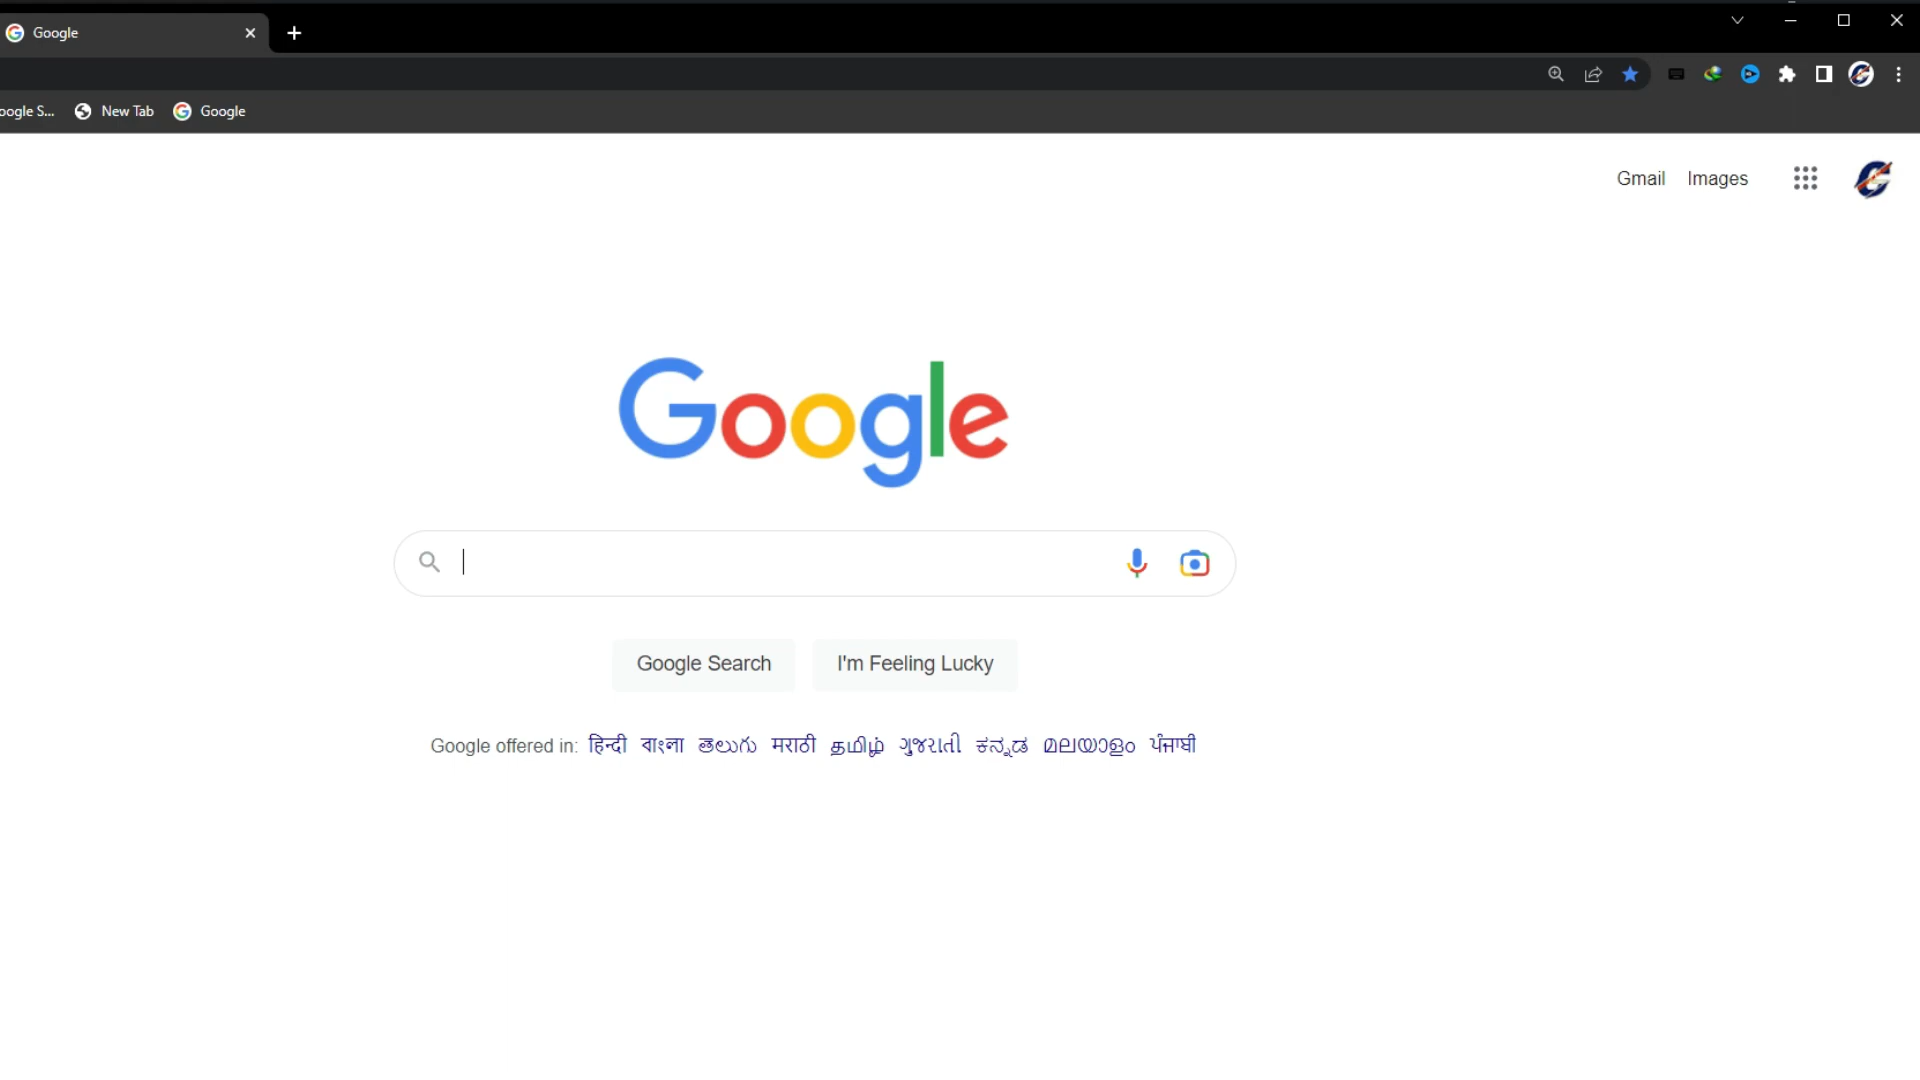 Google
oogle S... New Tab Google
Gmail Images
Google
Google Search I'm Feeling Lucky
Google offered in: हिन्दी বাংলা తెలుగు मराठी தமிழ் ગુજરાતી ಕನ್ನಡ മലയാളം ਪੰਜਾਬੀ